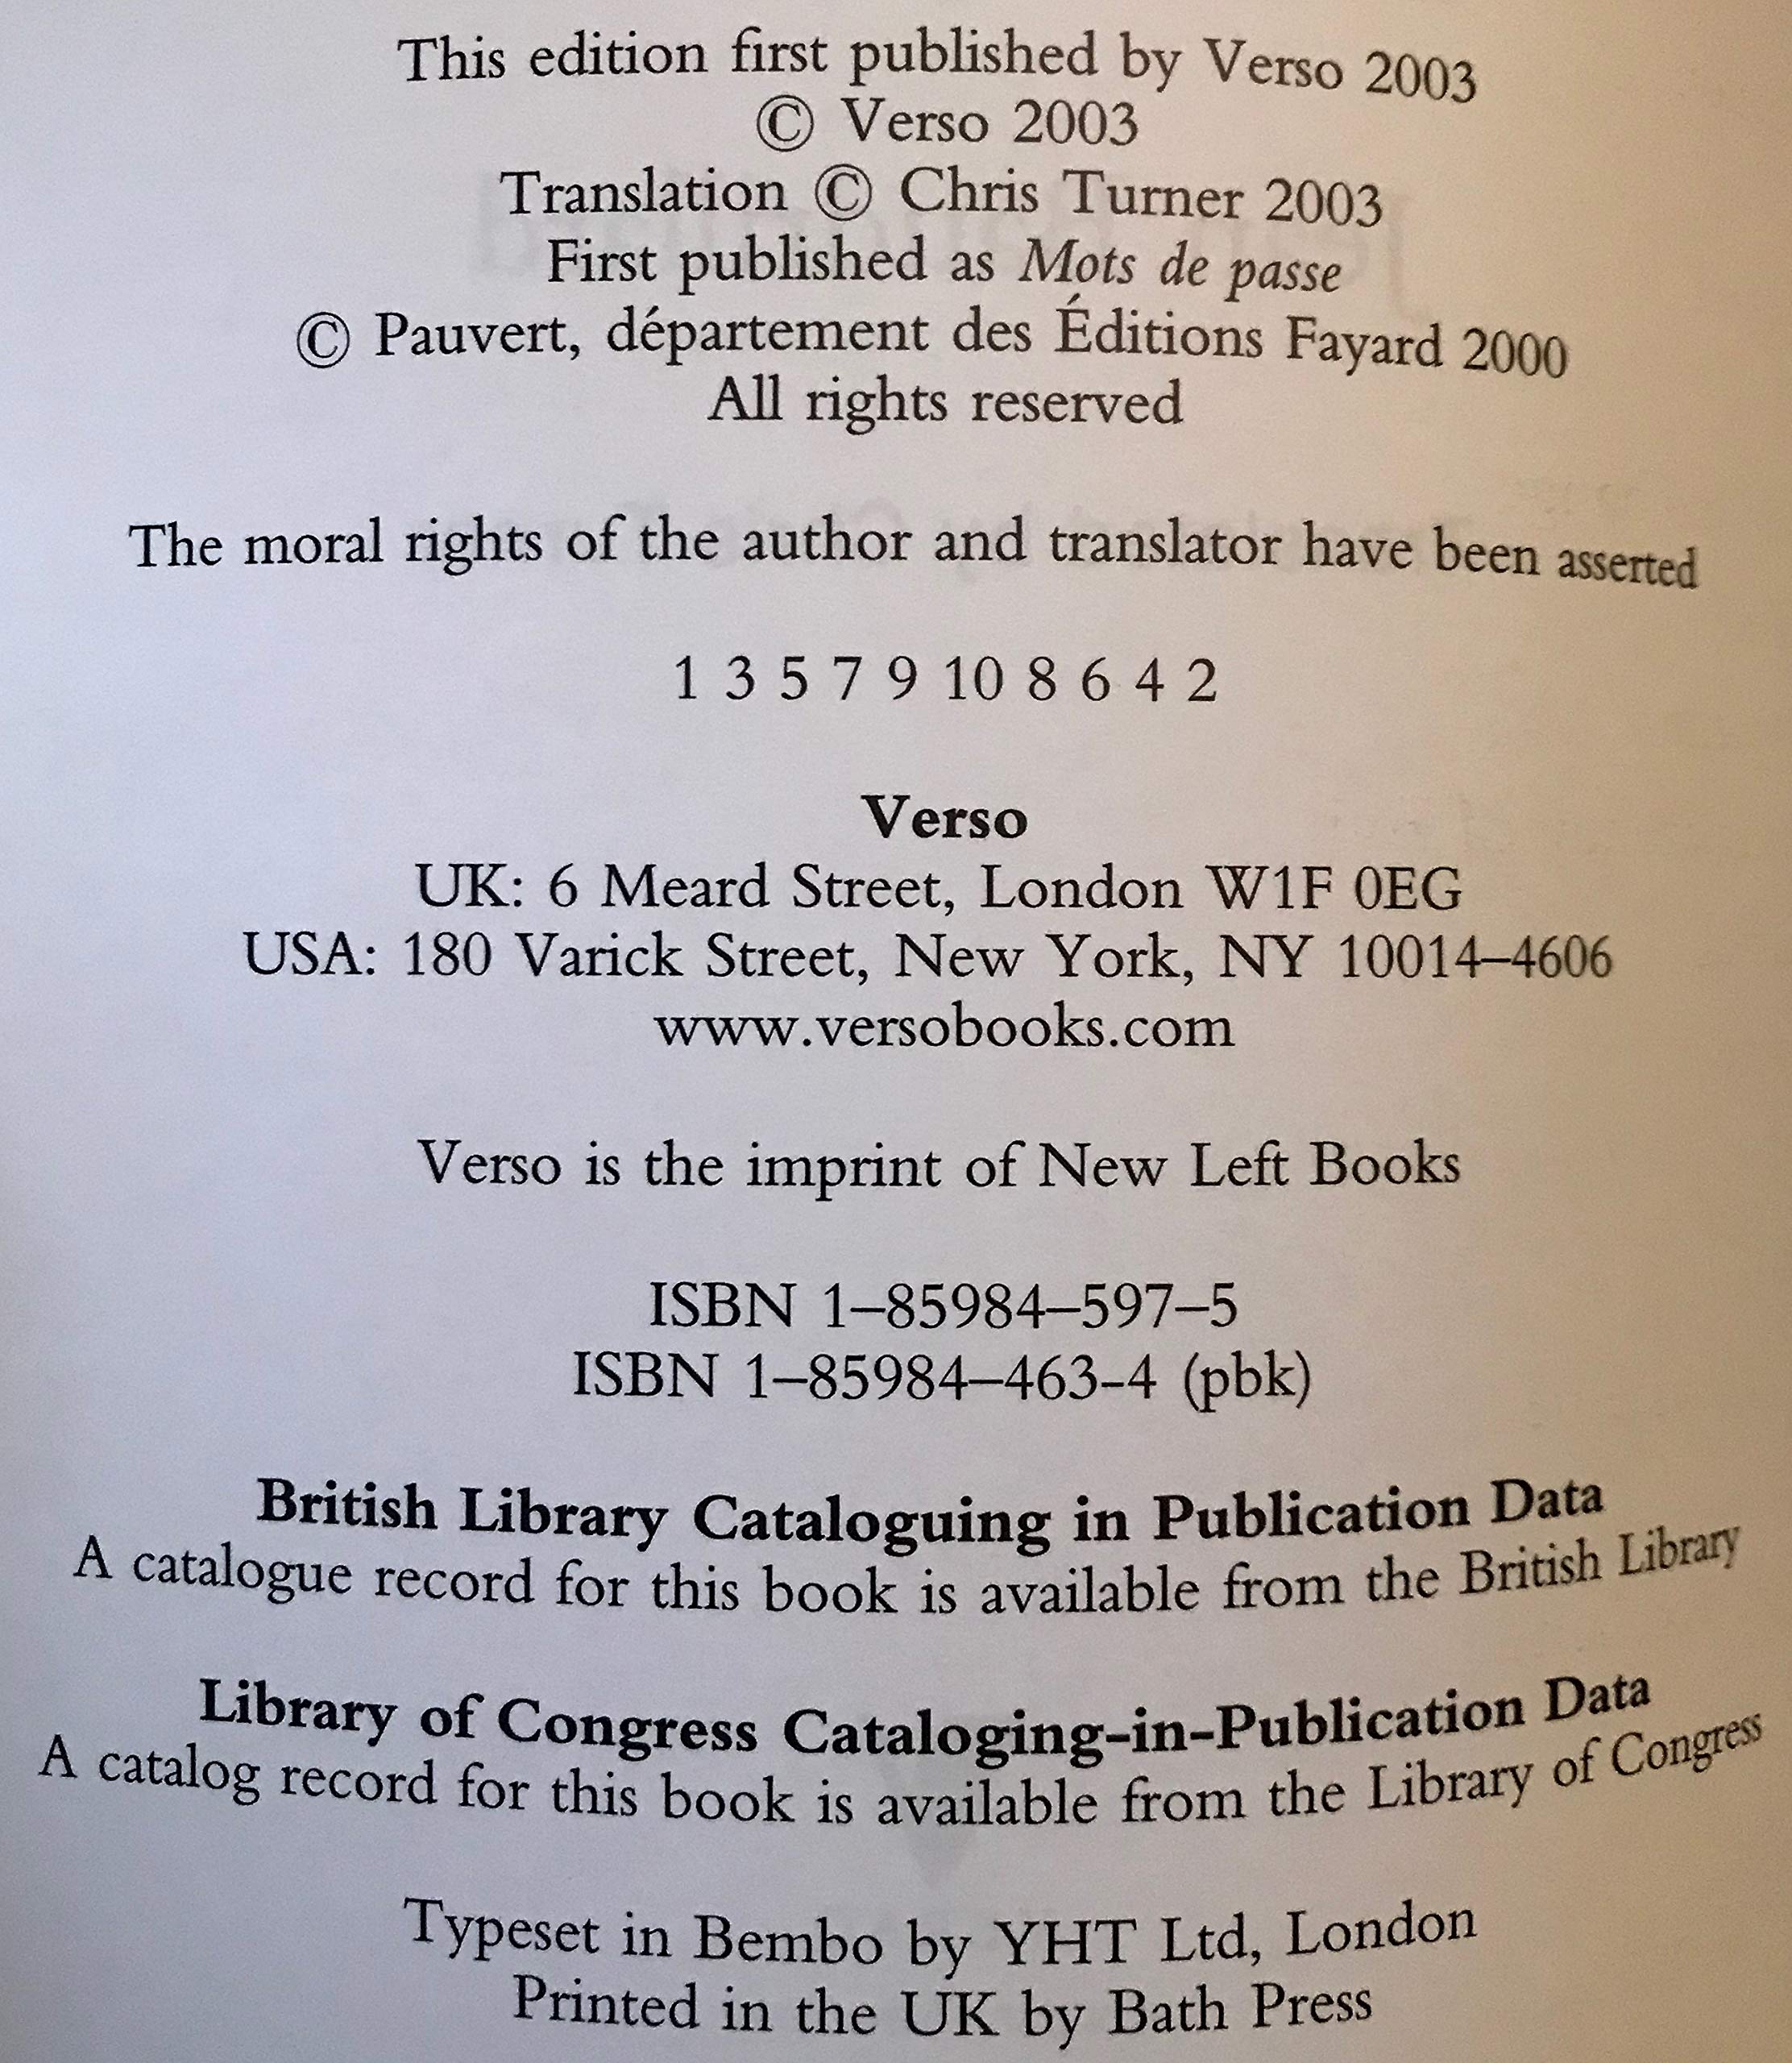 This edition first published by Verso 2003
© Verso 2003
Translation © Chris Turner 2003
First published as Mots de passe
© Pauvert, département des Éditions Fayard 2000
All rights reserved
The moral rights of the author and translator have been asserted
1 3 5 7 9 10 8 6 4 2
Verso
UK: 6 Meard Street, London W1F 0EG
USA: 180 Varick Street, New York, NY 10014–4606
www.versobooks.com
Verso is the imprint of New Left Books
ISBN 1–85984–597–5
ISBN 1–85984–463-4 (pbk)
British Library Cataloguing in Publication Data
A catalogue record for this book is available from the British Library
Library of Congress Cataloging-in-Publication Data
A catalog record for this book is available from the Library of Congress
Typeset in Bembo by YHT Ltd, London
Printed in the UK by Bath Press